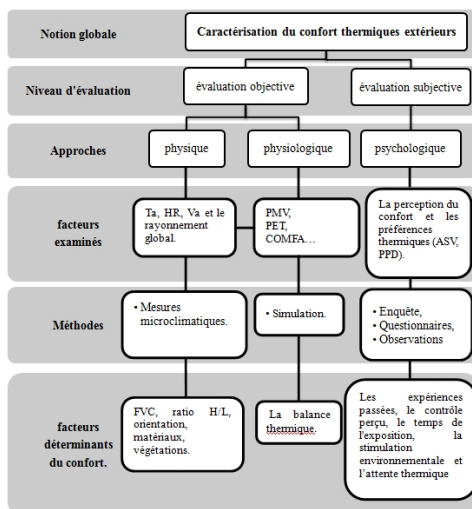 Notion globale
Caractérisation du confort thermiques extérieurs
Niveau d'évaluation
évaluation objective
évaluation subjective
Approches
physique
physiologique
psychologique
facteurs
examinés
Ta, HR, Va et le
rayonnement
global.
PMV,
PET,
COMFA...
La perception du
confort et les
préférences
thermiques (ASV,
PPD).
Méthodes
• Mesures
microclimatiques.
• Simulation.
• Enquête,
• Questionnaires,
• Observations
facteurs
déterminants
du confort.
FVC, ratio H/L,
orientation,
matériaux,
végétations.
La balance
thermique.
Les expériences
passées, le contrôle
perçu, le temps de
l'exposition, la
stimulation
environnementale et
l'attente thermique